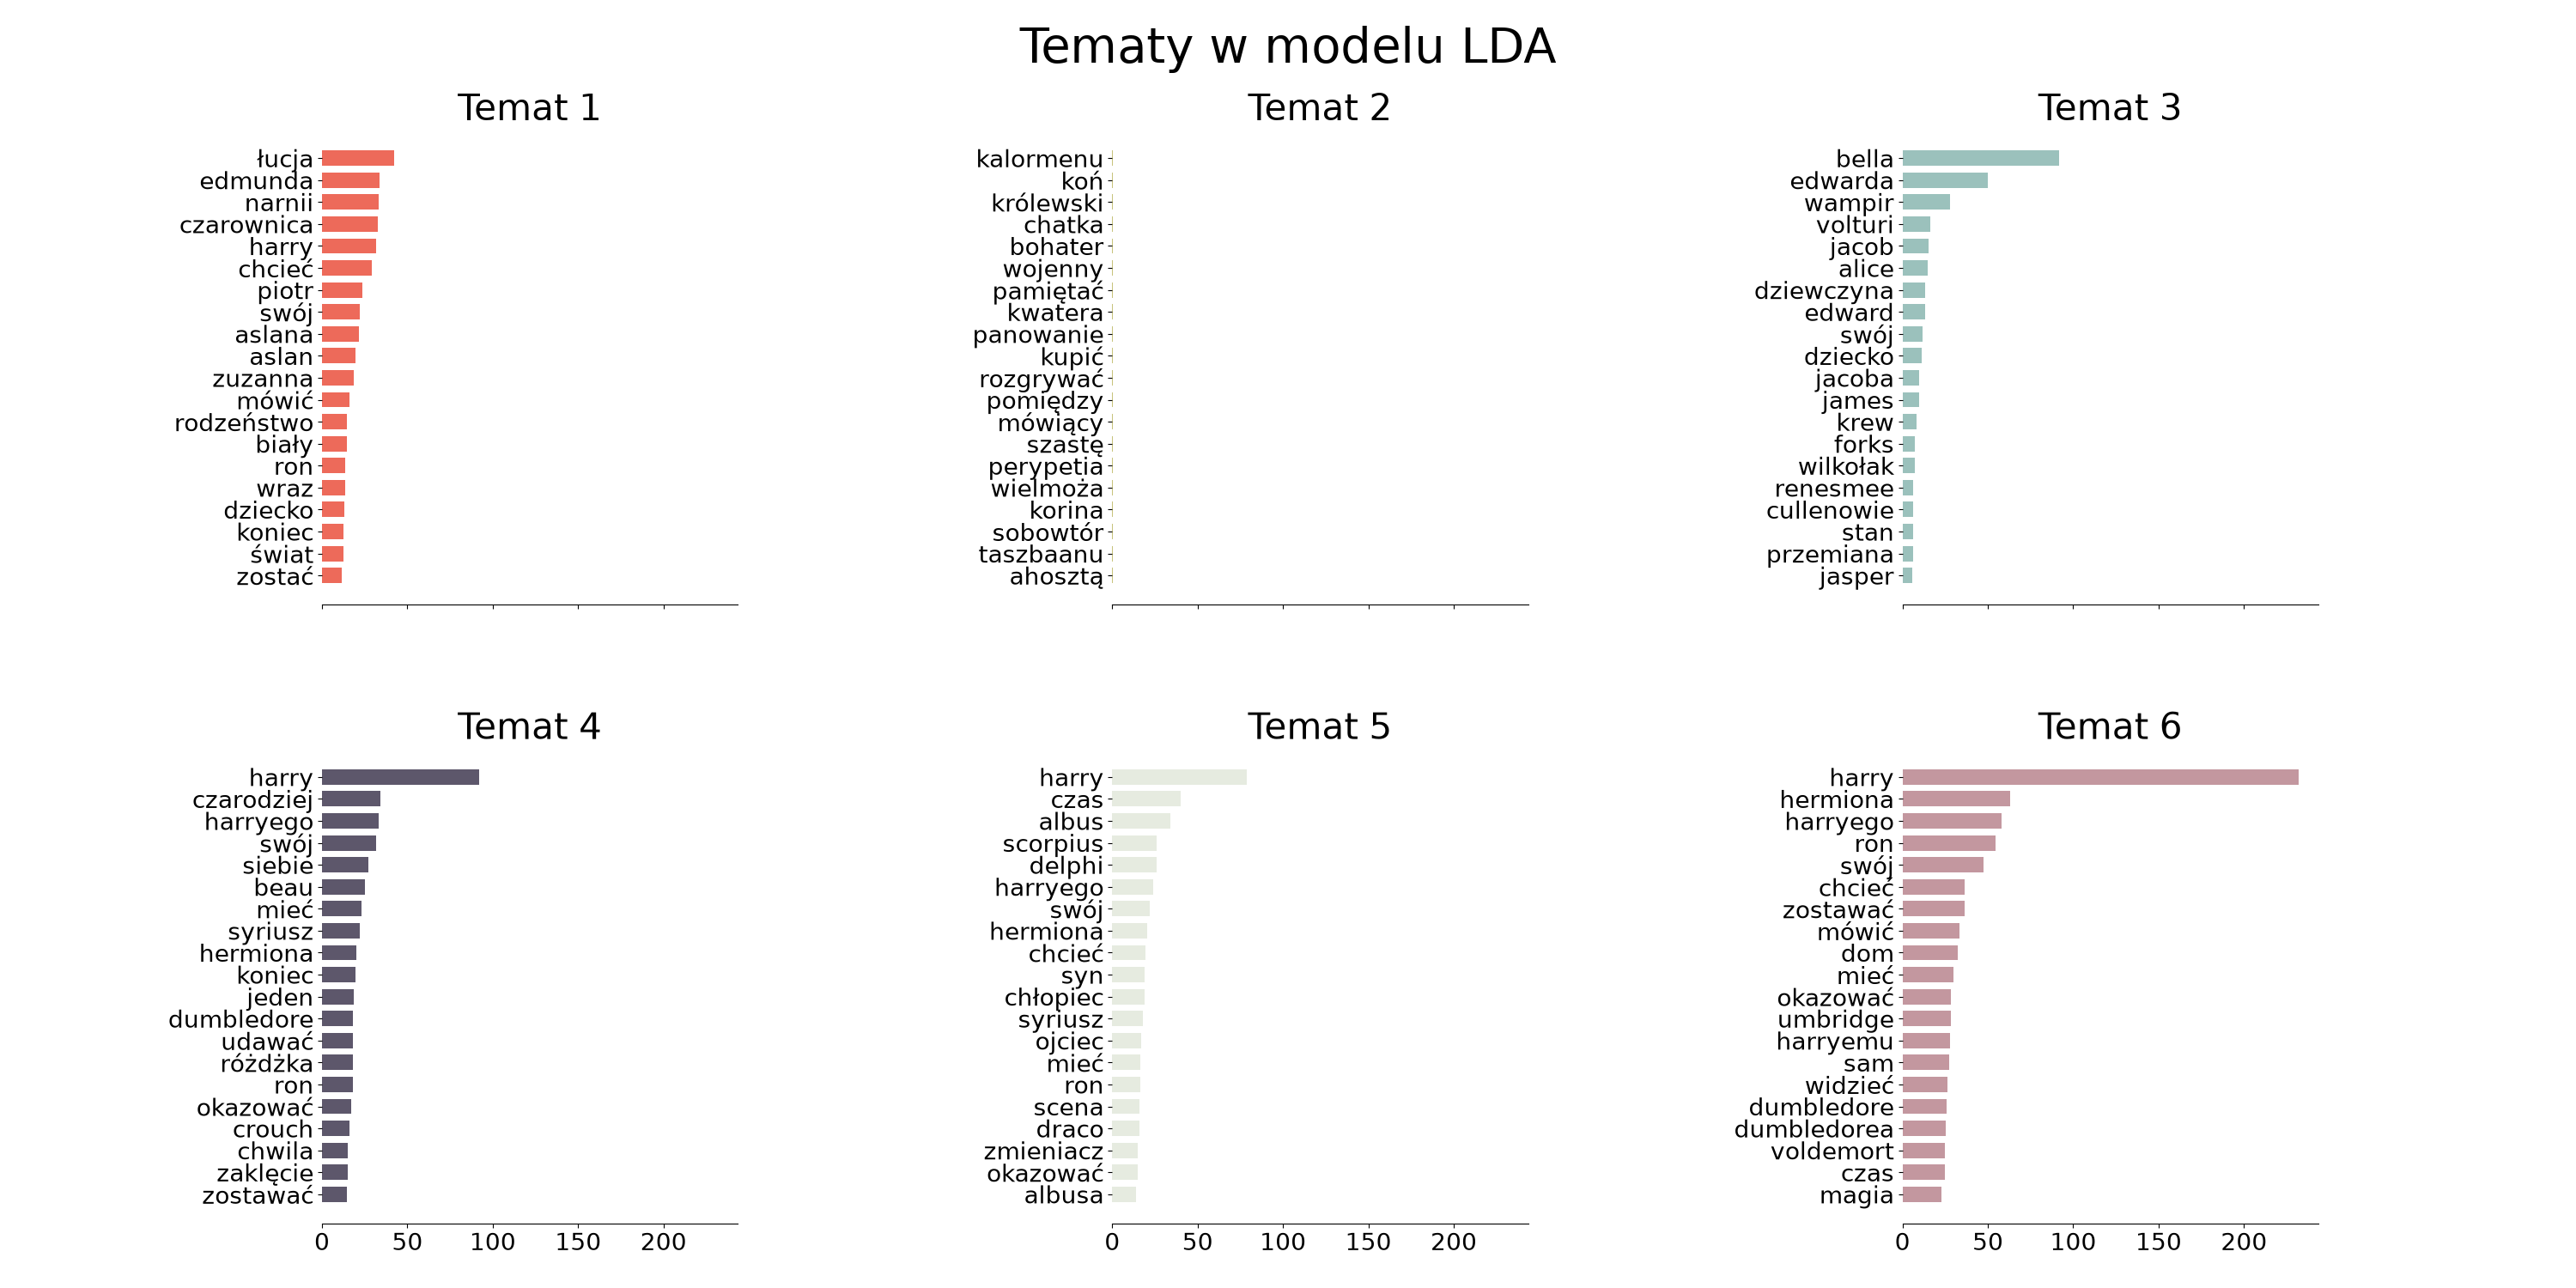 Tematy w modelu LDA
Temat 1
łucja
edmunda
narnii
czarownica
harry
chcieć
piotr
swój
aslana
aslan
zuzanna
mówić
rodzeństwo
biały
ron
wraz
dziecko
koniec
świat
zostać
Temat 2
kalormenu
koń
królewski
chatka
bohater
wojenny
pamiętać
kwatera
panowanie
kupić
rozgrywać
pomiędzy
mówiący
szastę
perypetia
wielmoża
korina
sobowtór
taszbaanu
ahosztą
Temat 3
bella
edwarda
wampir
volturi
jacob
alice
dziewczyna
edward
swój
dziecko
jacoba
james
krew
forks
wilkołak
renesmee
cullenowie
stan
przemiana
jasper
Temat 4
harry
czarodziej
harryego
swój
siebie
beau
mieć
syriusz
hermiona
koniec
jeden
dumbledore
udawać
różdżka
ron
okazować
crouch
chwila
zaklęcie
zostawać
0 50 100 150 200
Temat 5
harry
czas
albus
scorpius
delphi
harryego
swój
hermiona
chcieć
syn
chłopiec
syriusz
ojciec
mieć
ron
scena
draco
zmieniacz
okazować
albusa
0 50 100 150 200
Temat 6
harry
hermiona
harryego
ron
swój
chcieć
zostawać
mówić
dom
mieć
okazować
umbridge
harryemu
sam
widzieć
dumbledore
dumbledorea
voldemort
czas
magia
0 50 100 150 200